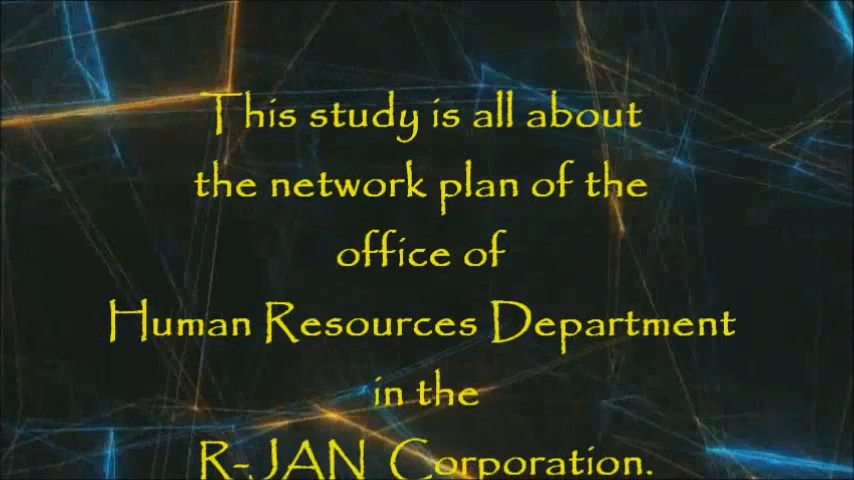 This study is all about
the network plan of the
office of
Human Resources Department
in the
R-JAN Corporation.